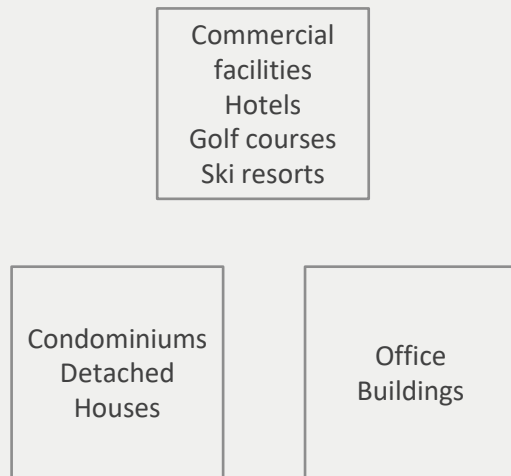 Commercial
facilities
Hotels
Golf courses
Ski resorts
Condominiums
Detached
Houses
Office
Buildings